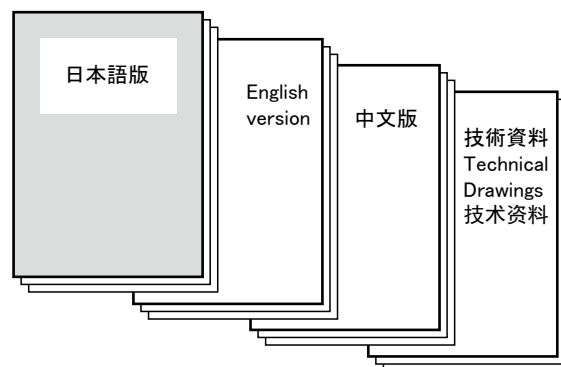 日本語版
English
version
中文版
技術資料
Technical
Drawings
技术资料